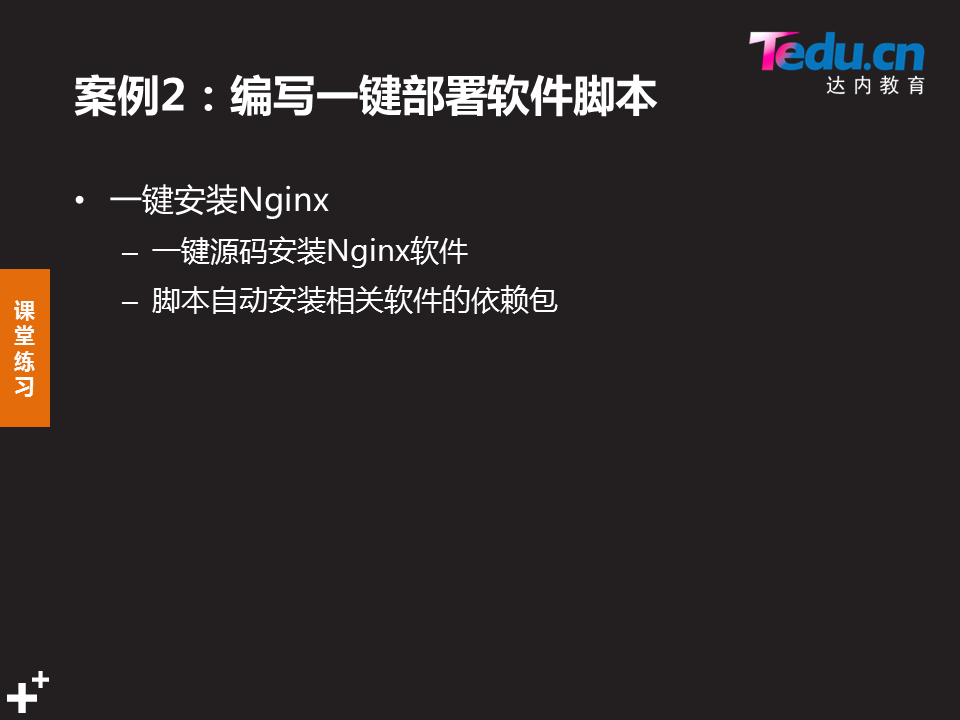 Tedu.cn
达内教育
案例2：编写一键部署软件脚本
• 一键安装Nginx
– 一键源码安装Nginx软件
– 脚本自动安装相关软件的依赖包
课
堂
练
习